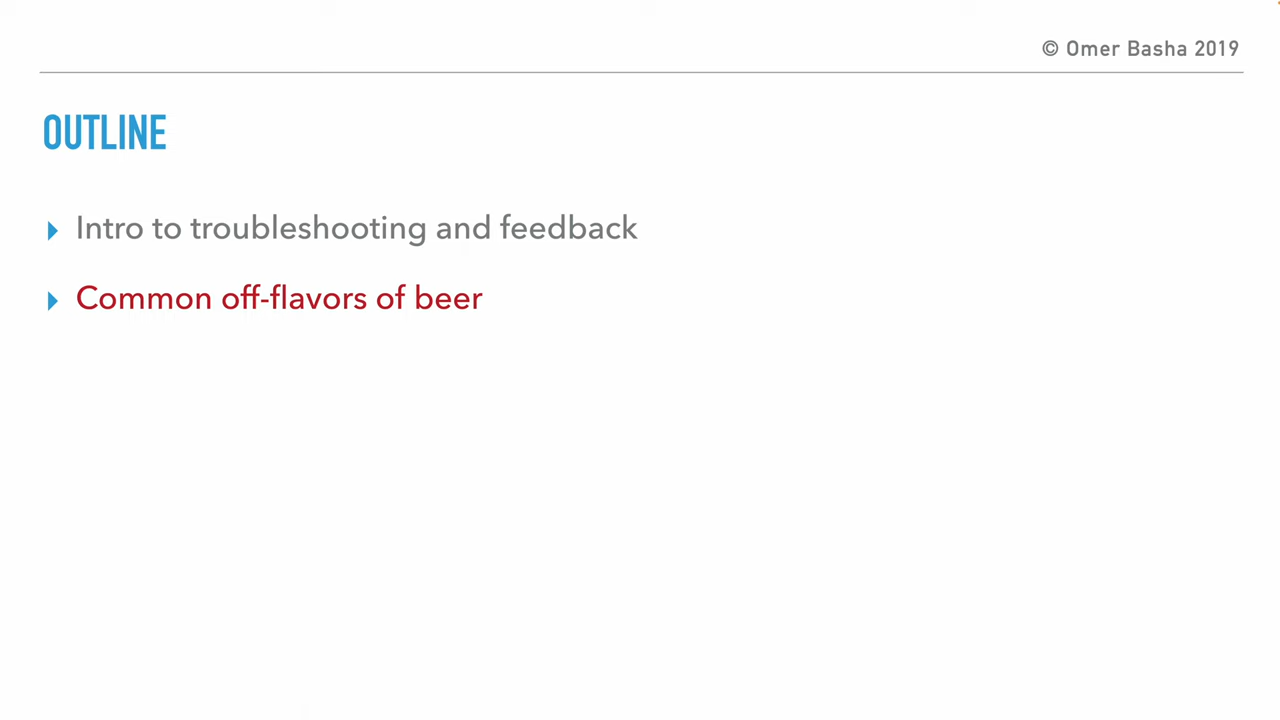 © Omer Basha 2019
OUTLINE
Intro to troubleshooting and feedback
Common off-flavors of beer